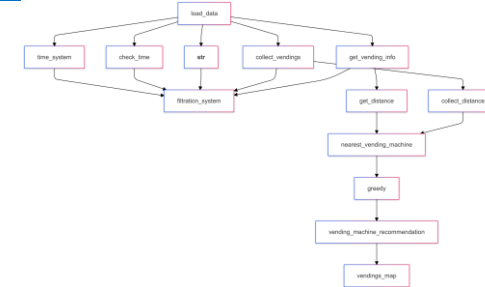 load_data
time_system
check_time
str
collect_vendings
get_vending_info
filtration_system
get_distance
collect_distance
nearest_vending_machine
greedy
vending_machine_recommendation
vendings_map